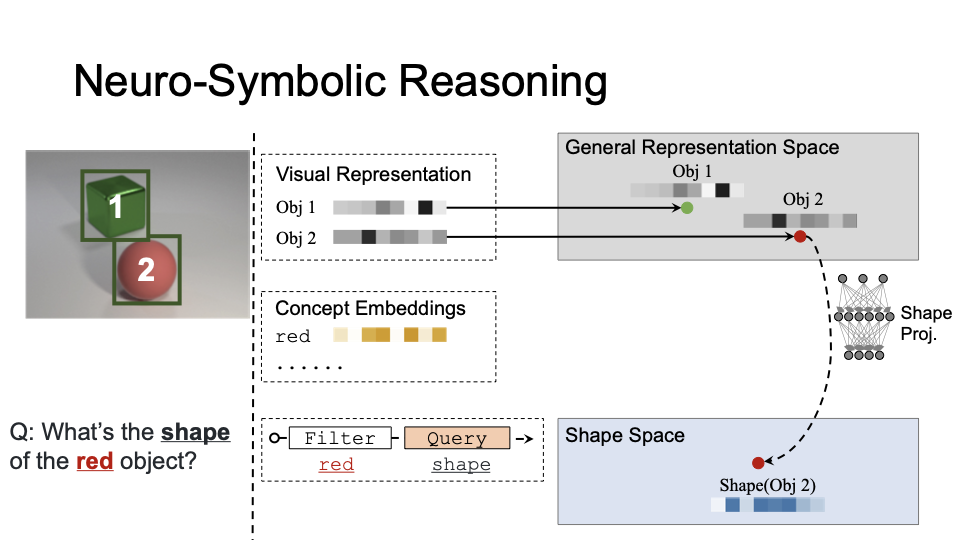 Neuro-Symbolic Reasoning
1
2
Q: What's the shape
of the red object?
Visual Representation
Obj 1
Obj 2
Concept Embeddings
red
......
Filter
Query
red
shape
General Representation Space
Obj 1
Obj 2
Shape
Proj.
Shape Space
Shape(Obj 2)